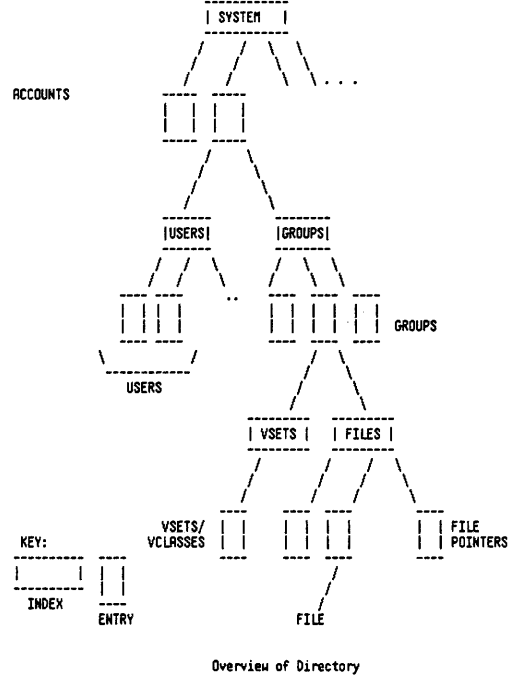 SYSTEM
...
ACCOUNTS
USERS
GROUPS
..
GROUPS
USERS
VSETS
FILES
VSETS/
VCLASSES
FILE
POINTERS
KEY:
INDEX
ENTRY
FILE
Overview of Directory